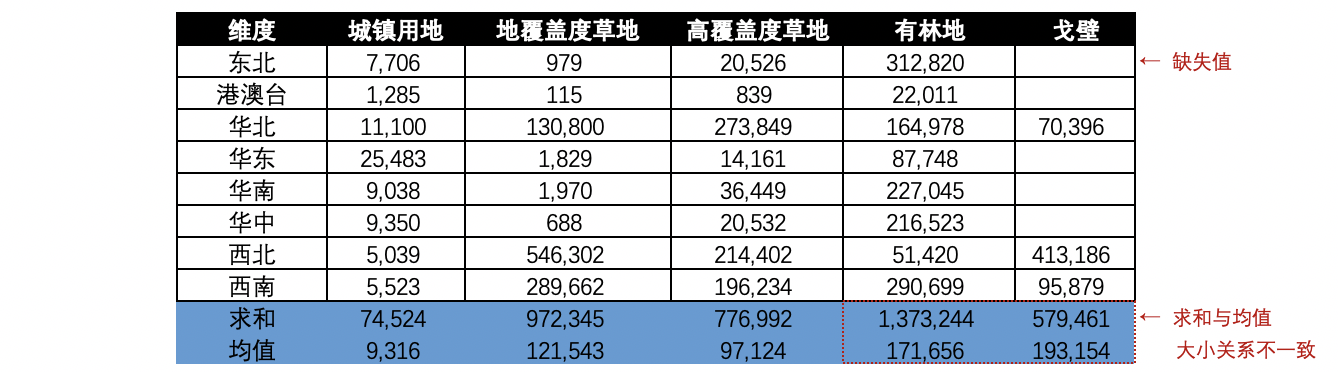 维度 城镇用地 地覆盖度草地 高覆盖度草地 有林地 戈壁
东北 7,706 979 20,526 312,820 ← 缺失值
港澳台 1,285 115 839 22,011
华北 11,100 130,800 273,849 164,978 70,396
华东 25,483 1,829 14,161 87,748
华南 9,038 1,970 36,449 227,045
华中 9,350 688 20,532 216,523
西北 5,039 546,302 214,402 51,420 413,186
西南 5,523 289,662 196,234 290,699 95,879
求和 74,524 972,345 776,992 1,373,244 579,461 ← 求和与均值
均值 9,316 121,543 97,124 171,656 193,154 大小关系不一致